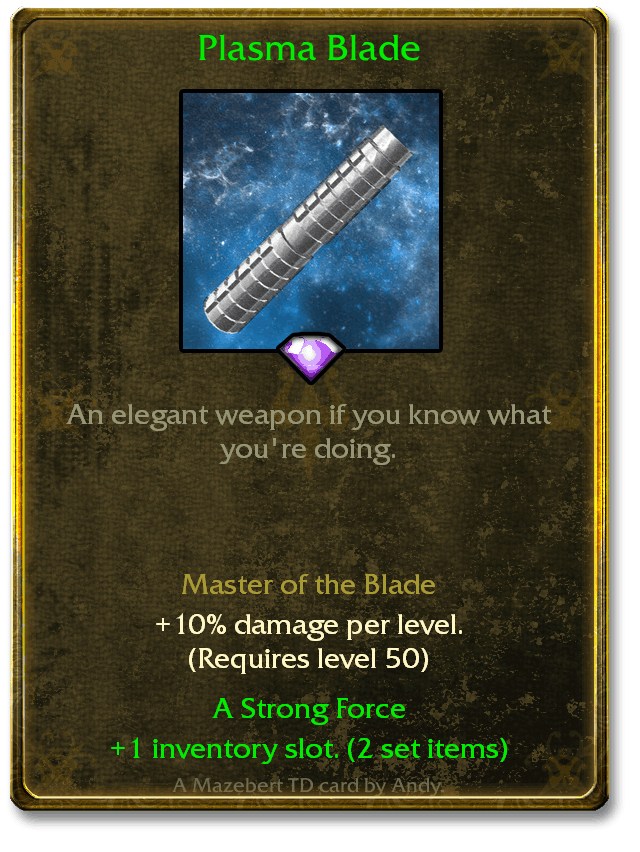 Plasma Blade
An elegant weapon if you know what
you're doing.
Master of the Blade
+10% damage per level.
(Requires level 50)
A Strong Force
+1 inventory slot. (2 set items)
A Mazebert TD card by Andy.